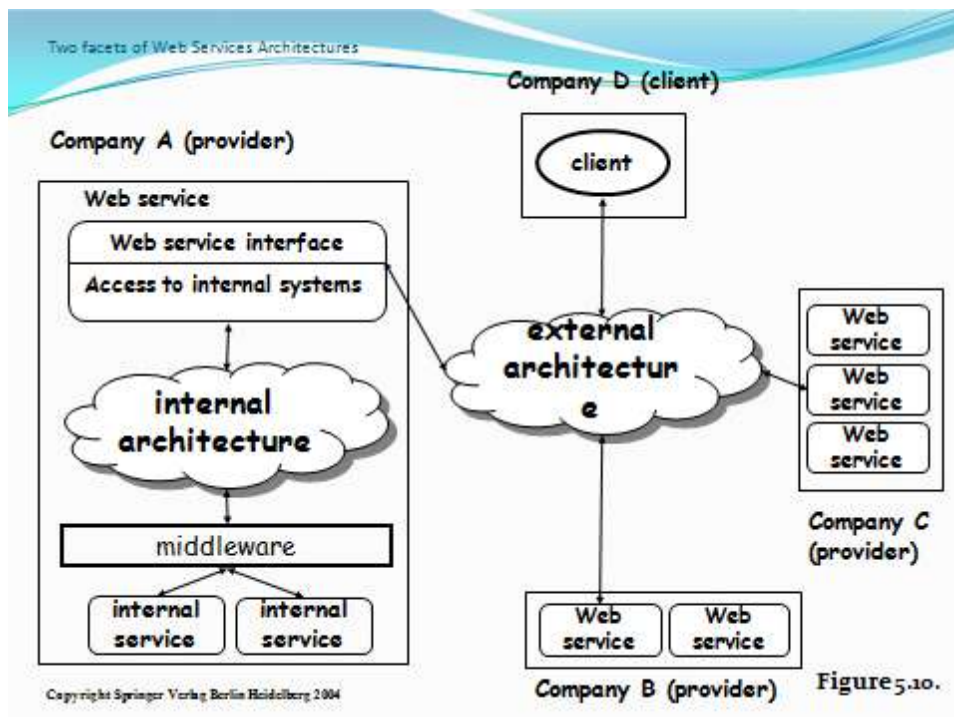 Two facets of Web Services Architectures
Company D (client)
Company A (provider)
client
Web service
Web service interface
Access to internal systems
external
architectur
e
internal
architecture
Web
service
Web
service
Web
service
Company C
(provider)
middleware
internal
service
internal
service
Web
service
Web
service
Company B (provider)
Figure 5.10.
Copyright Springer Verlag Berlin Heidelberg 2004